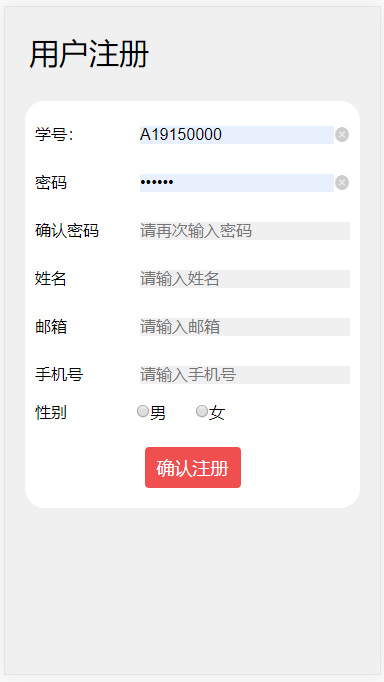 用户注册
学号： A19150000
密码 ••••••
确认密码 请再次输入密码
姓名 请输入姓名
邮箱 请输入邮箱
手机号 请输入手机号
性别 男 女
确认注册